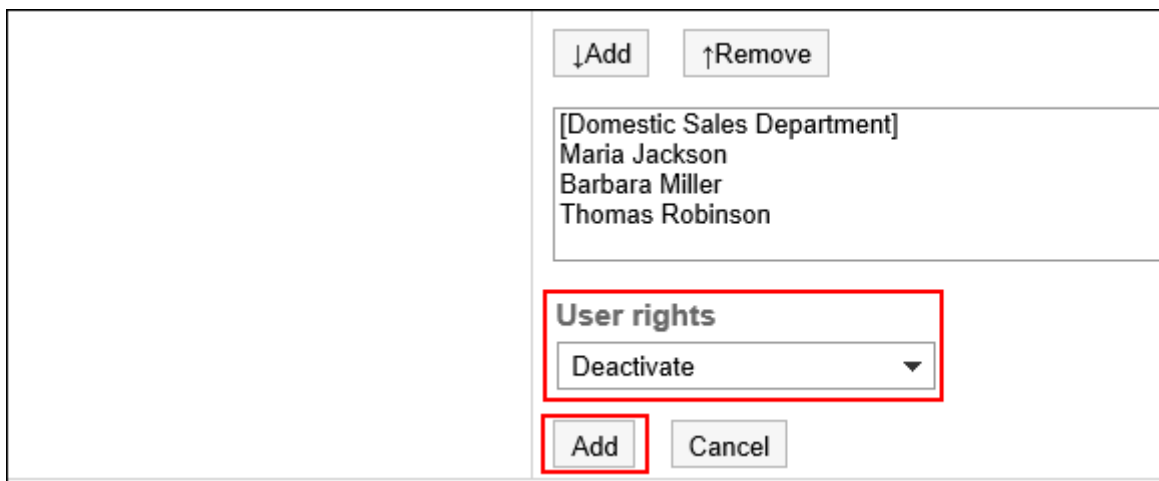 ↓Add ↑Remove
[Domestic Sales Department]
Maria Jackson
Barbara Miller
Thomas Robinson
User rights
Deactivate
Add Cancel